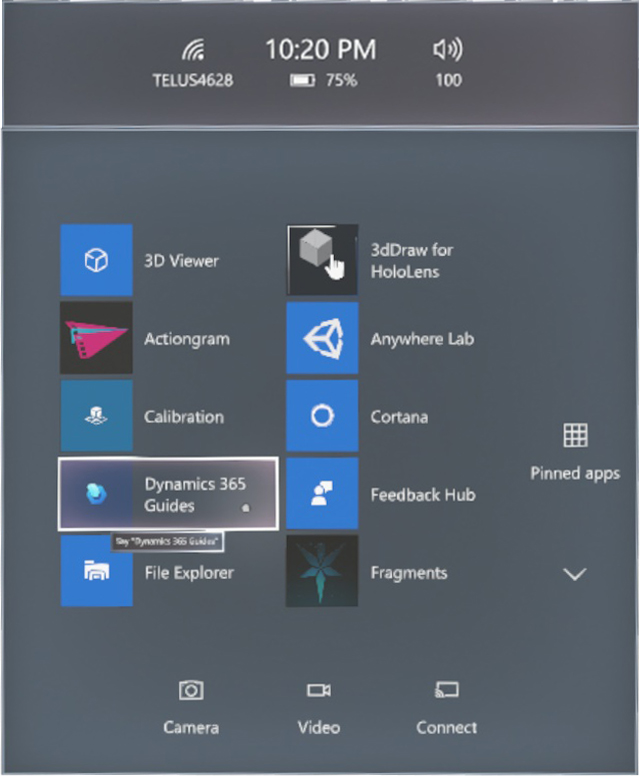 10:20 PM
TELUS4628
75%
100
3D Viewer
3dDraw for
HoloLens
Actiongram
Anywhere Lab
Calibration
Cortana
Dynamics 365
Guides
Say "Dynamics 365 Guides"
Feedback Hub
File Explorer
Fragments
Pinned apps
Camera
Video
Connect